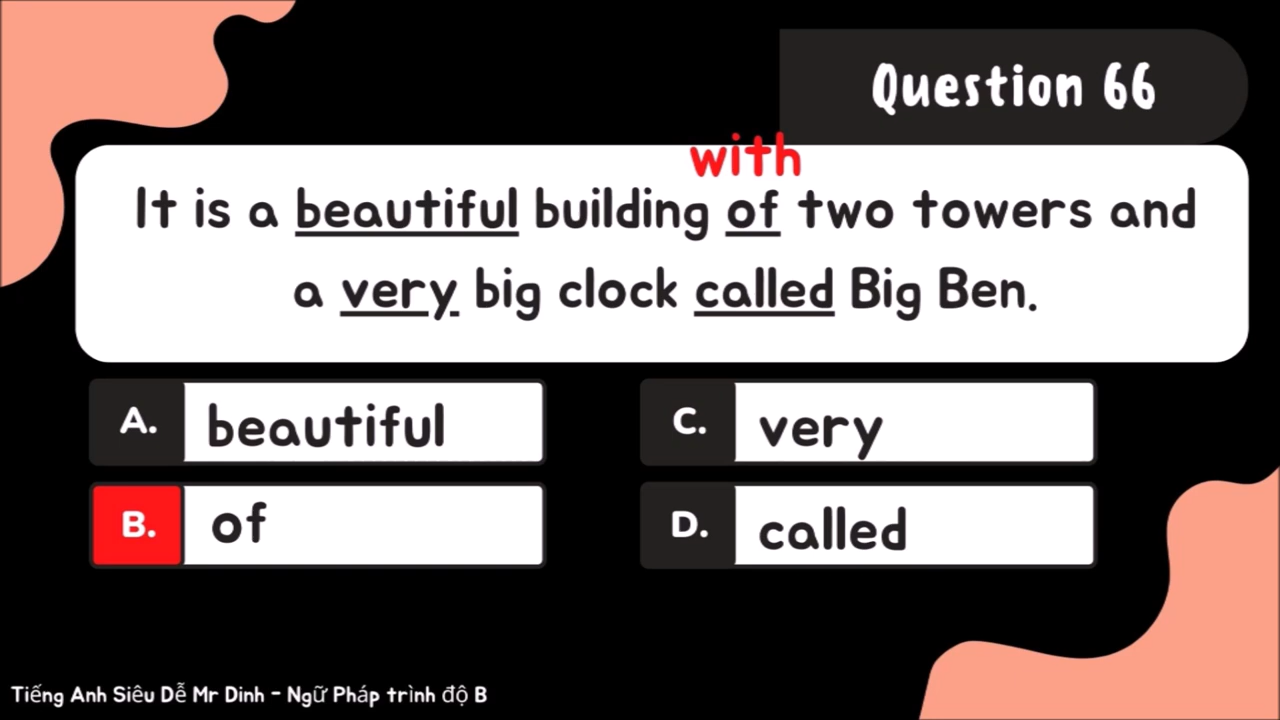 Question 66
with
It is a beautiful building of two towers and
a very big clock called Big Ben.
A. beautiful
C. very
B. of
D. called
Tiếng Anh Siêu Dễ Mr Dinh - Ngữ Pháp trình độ B